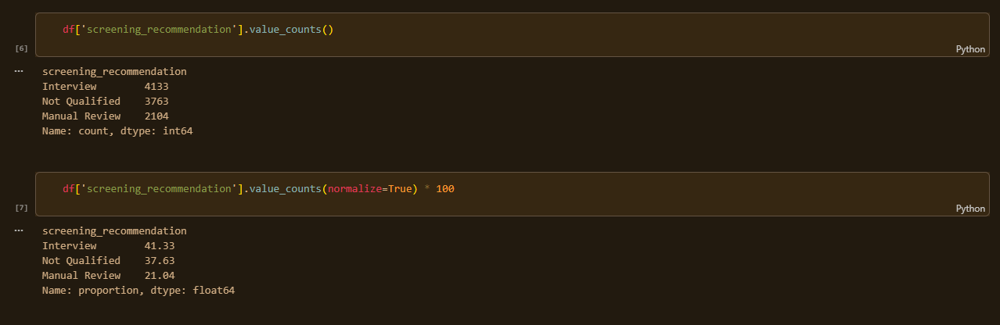 df['screening_recommendation'].value_counts()
[6]
Python
...
screening_recommendation
Interview        4133
Not Qualified    3763
Manual Review    2104
Name: count, dtype: int64
df['screening_recommendation'].value_counts(normalize=True) * 100
[7]
Python
...
screening_recommendation
Interview        41.33
Not Qualified    37.63
Manual Review    21.04
Name: proportion, dtype: float64